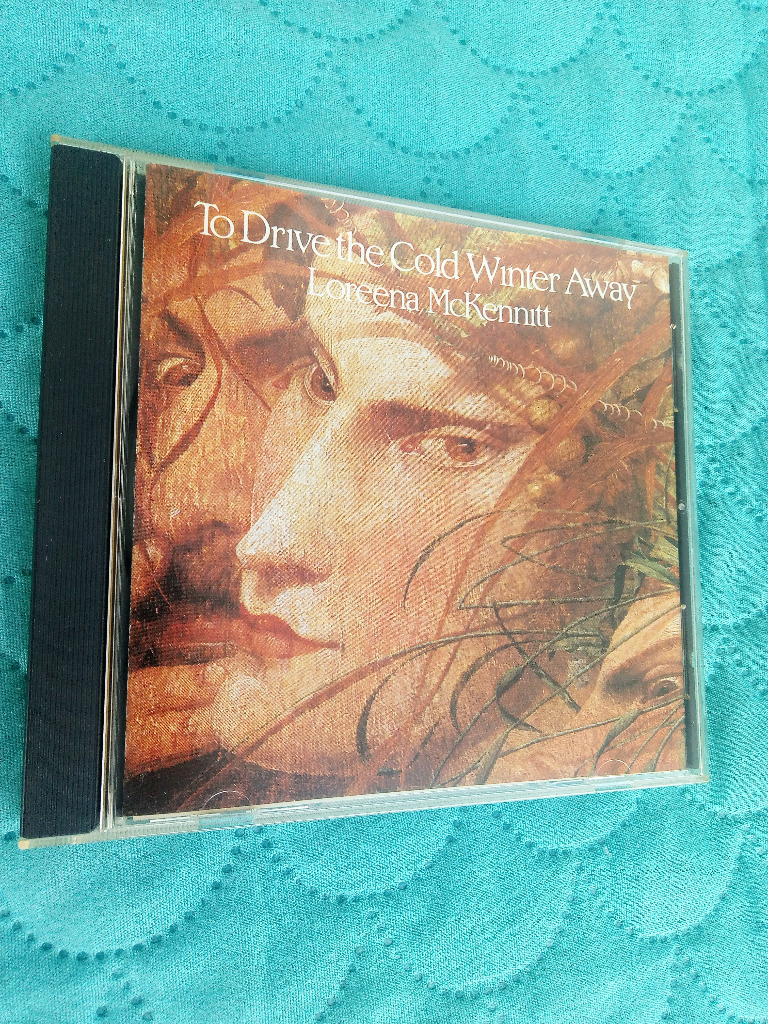 To Drive the Cold Winter Away
Loreena McKennitt